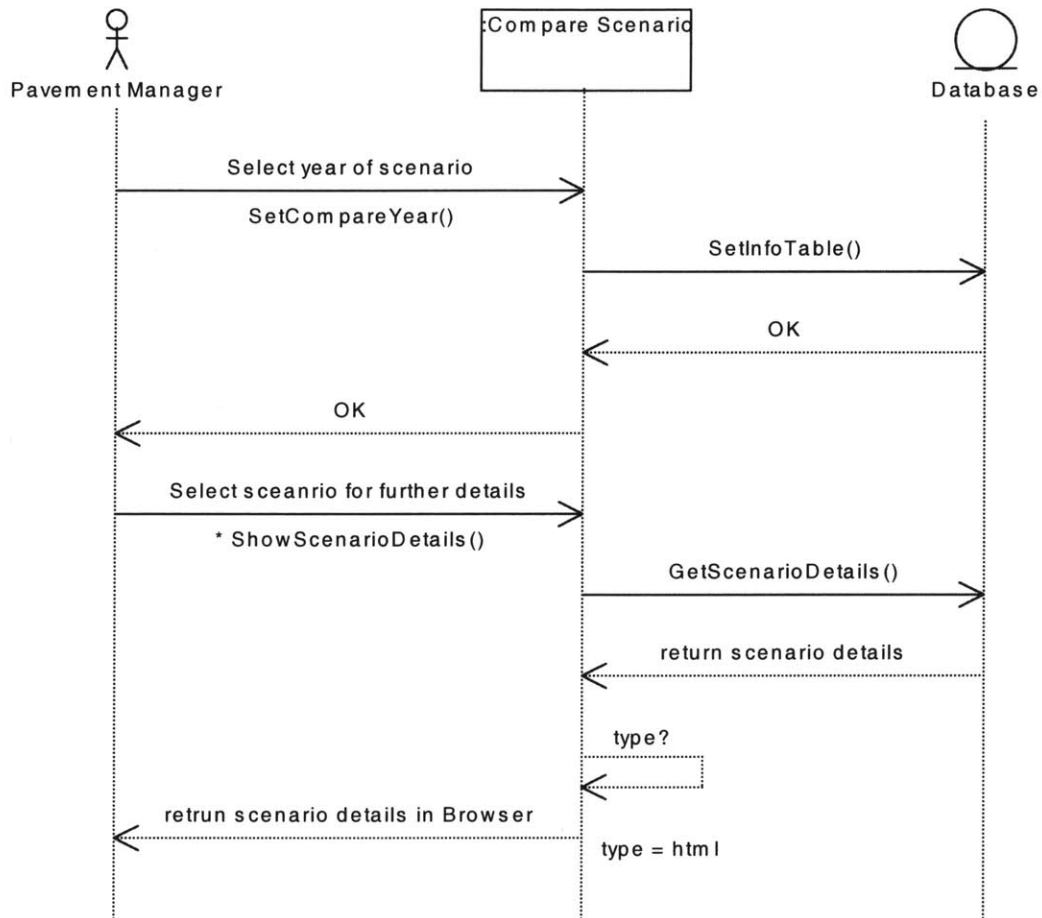 :Compare Scenario
Pavement Manager
Database
Select year of scenario
SetCompareYear()
SetInfoTable()
OK
OK
Select sceanrio for further details
* ShowScenarioDetails()
GetScenarioDetails()
return scenario details
type?
retrun scenario details in Browser
type = html